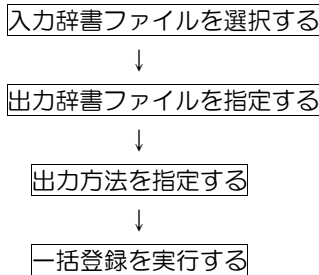 入力辞書ファイルを選択する
↓
出力辞書ファイルを指定する
↓
出力方法を指定する
↓
一括登録を実行する